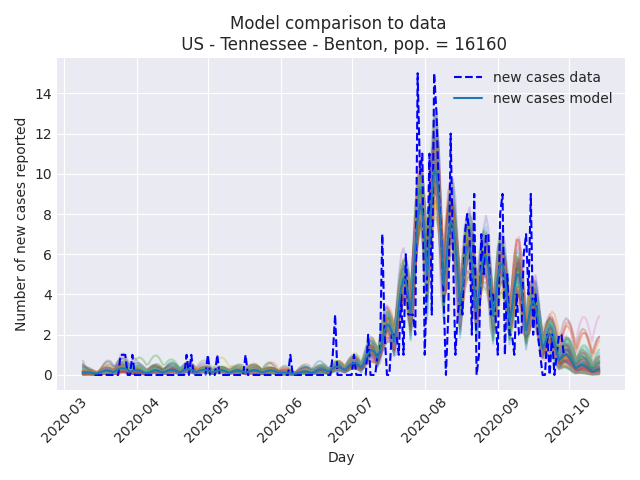 Model comparison to data
US - Tennessee - Benton, pop. = 16160
new cases data
new cases model
Number of new cases reported
14
12
10
8
6
4
2
0
2020-03
2020-04
2020-05
2020-06
2020-07
2020-08
2020-09
2020-10
Day